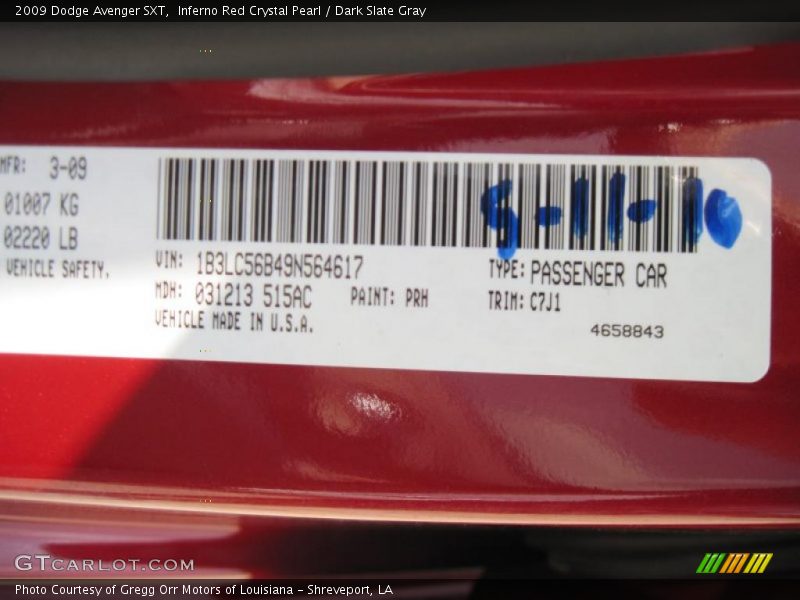 2009 Dodge Avenger SXT,  Inferno Red Crystal Pearl / Dark Slate Gray
MFR: 3-09
01007 KG
02220 LB
VEHICLE SAFETY.
5-11-10
VIN: 1B3LC56B49N564617
TYPE: PASSENGER CAR
MDH: 031213 515AC
PAINT: PRH
TRIM: C7J1
VEHICLE MADE IN U.S.A.
4658843
GTCARLOT.COM
Photo Courtesy of Gregg Orr Motors of Louisiana - Shreveport, LA